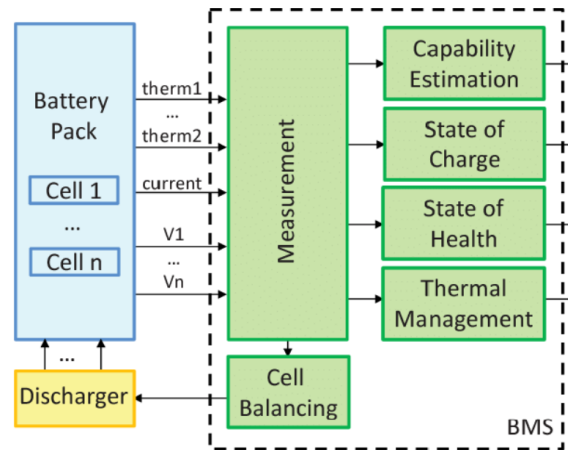 Battery
Pack
Cell 1
...
Cell n
therm1
...
therm2
current
V1
...
Vn
Measurement
Capability
Estimation
State of
Charge
State of
Health
Thermal
Management
...
Discharger
Cell
Balancing
BMS